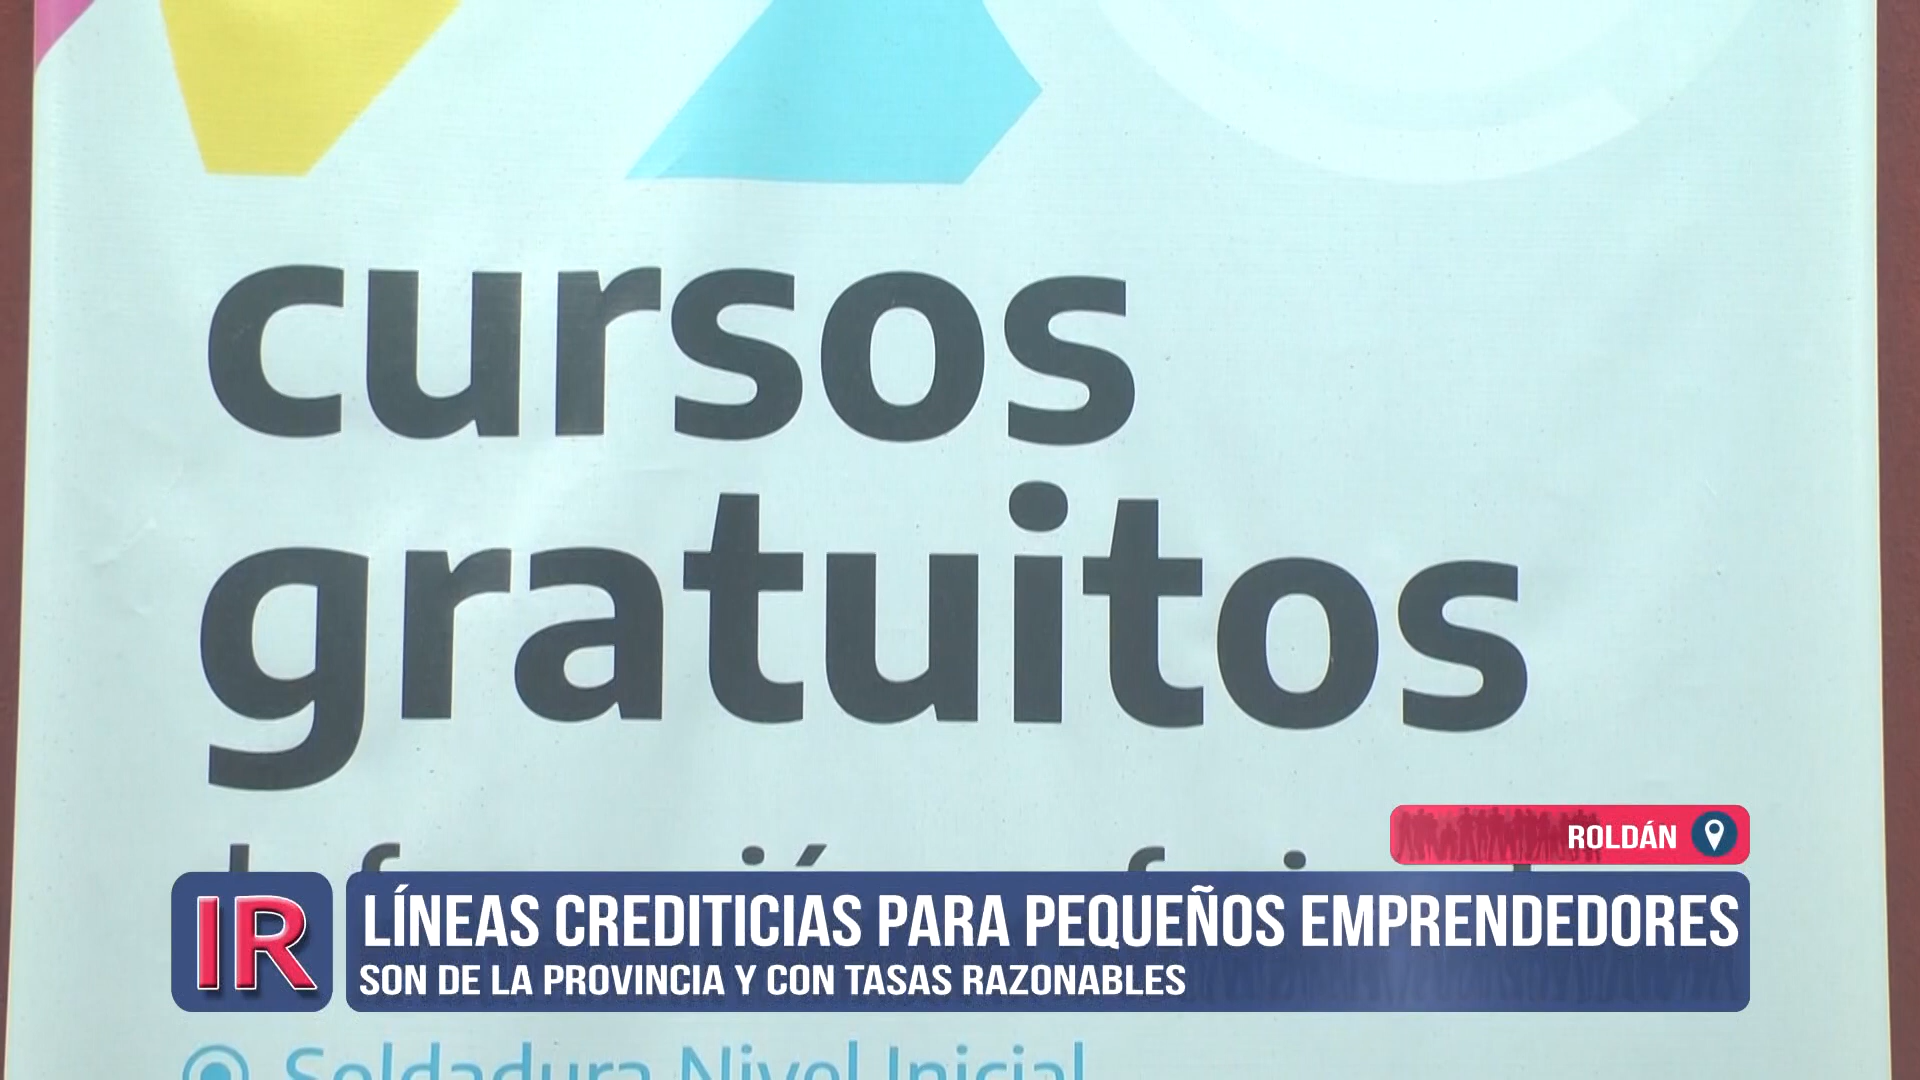 cursos
gratuitos
ROLDÁN
IR
LÍNEAS CREDITICIAS PARA PEQUEÑOS EMPRENDEDORES
SON DE LA PROVINCIA Y CON TASAS RAZONABLES
Soldadura Nivel Inicial